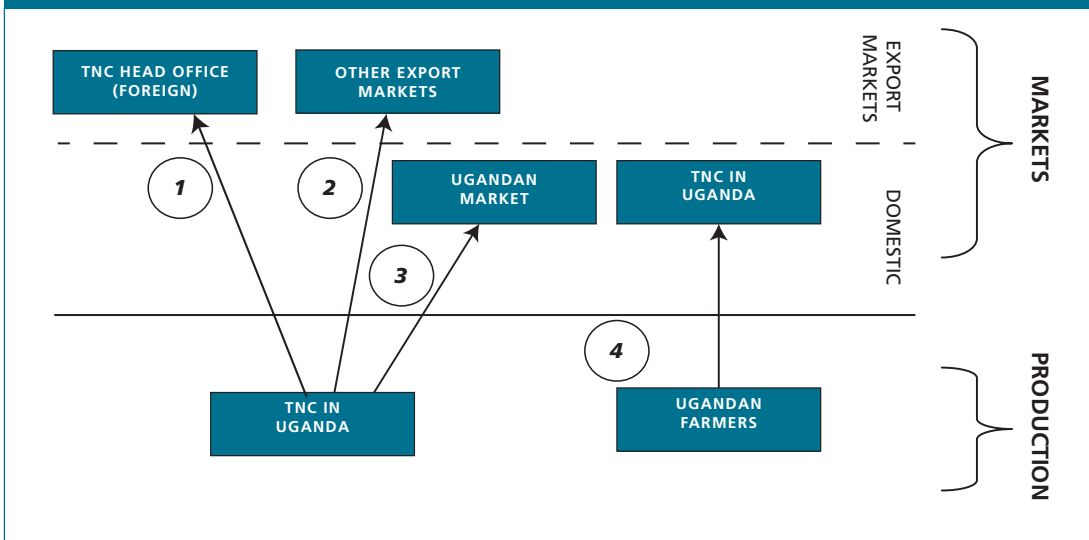 TNC HEAD OFFICE
(FOREIGN)
OTHER EXPORT
MARKETS
EXPORT
MARKETS
MARKETS
1
2
UGANDAN
MARKET
TNC IN
UGANDA
DOMESTIC
3
4
TNC IN
UGANDA
UGANDAN
FARMERS
PRODUCTION